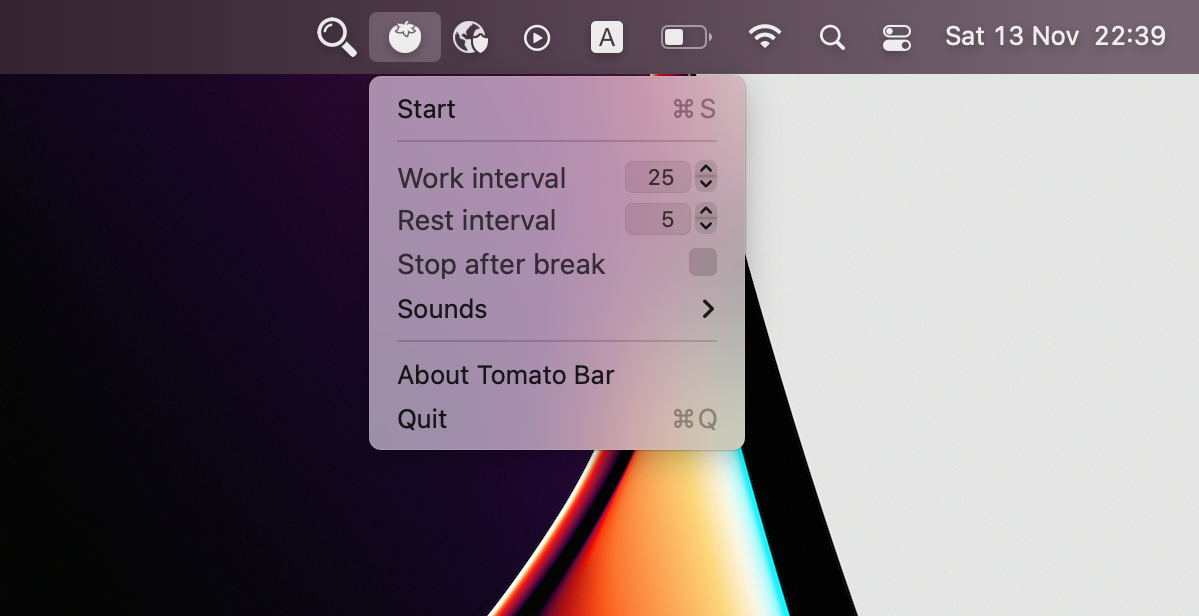 A Sat 13 Nov 22:39
Start ⌘ S
Work interval 25
Rest interval 5
Stop after break
Sounds
About Tomato Bar
Quit ⌘ Q